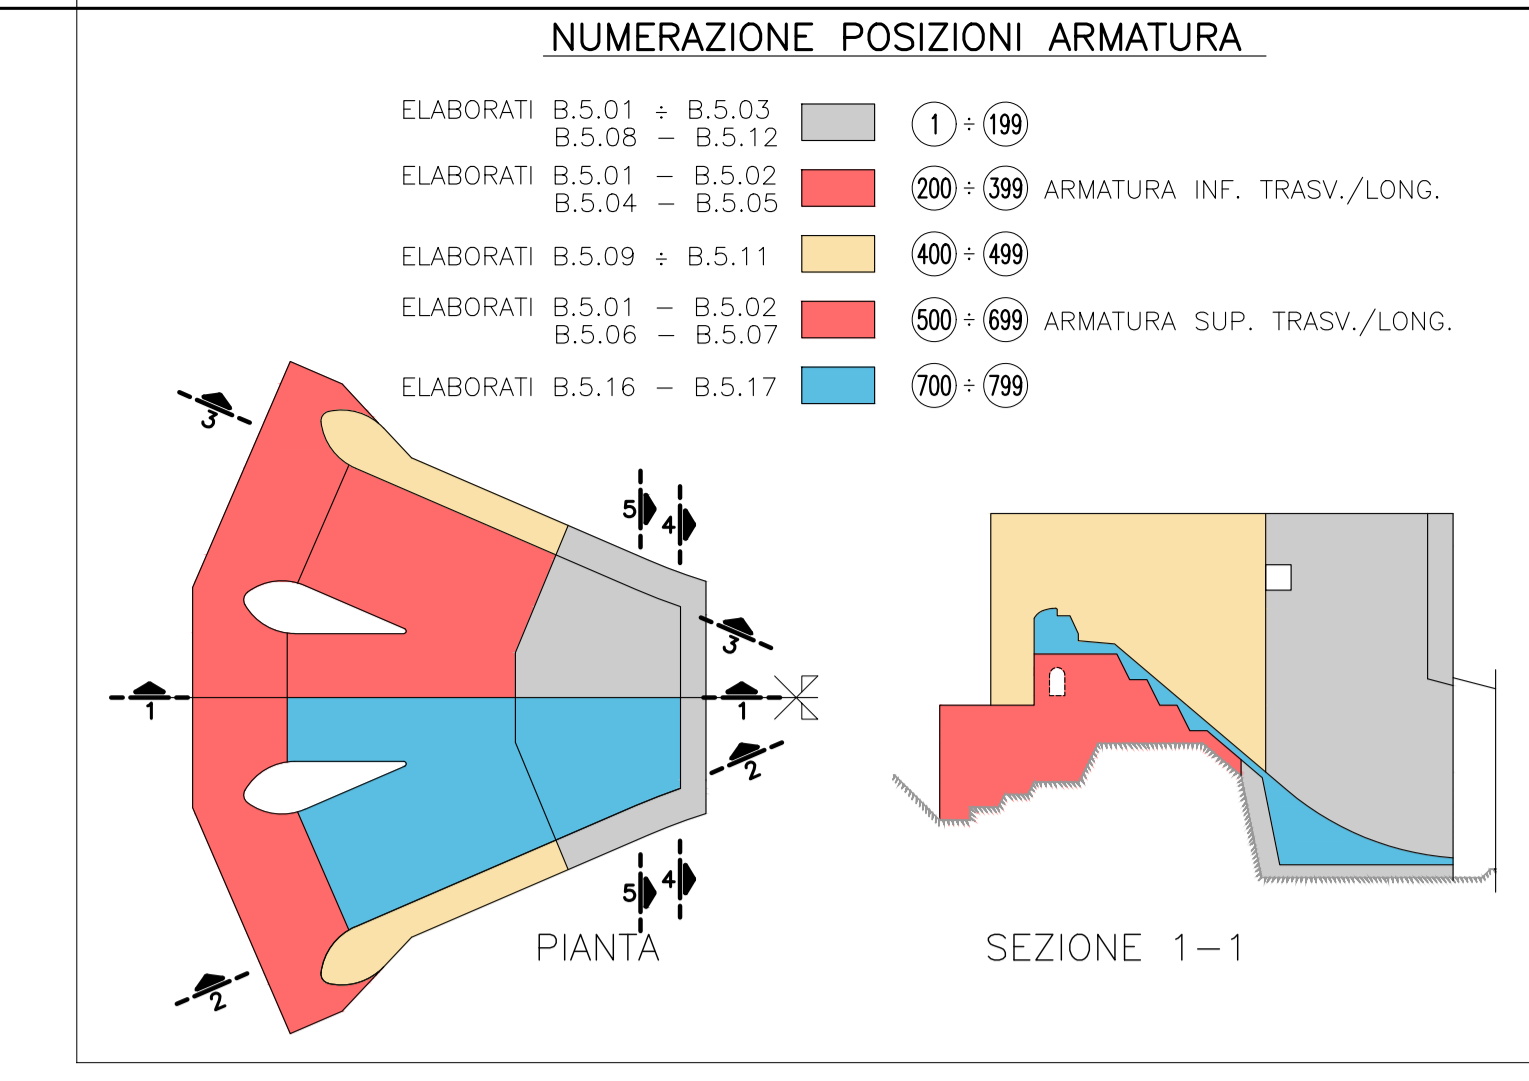 NUMERAZIONE POSIZIONI ARMATURA
ELABORATI B.5.01 ÷ B.5.03
B.5.08 – B.5.12
1 ÷ 199
ELABORATI B.5.01 – B.5.02
B.5.04 – B.5.05
200 ÷ 399 ARMATURA INF. TRASV./LONG.
ELABORATI B.5.09 ÷ B.5.11
400 ÷ 499
ELABORATI B.5.01 – B.5.02
B.5.06 – B.5.07
500 ÷ 699 ARMATURA SUP. TRASV./LONG.
ELABORATI B.5.16 – B.5.17
700 ÷ 799
3
5
4
3
1
1
2
5
4
2
PIANTA
SEZIONE 1–1